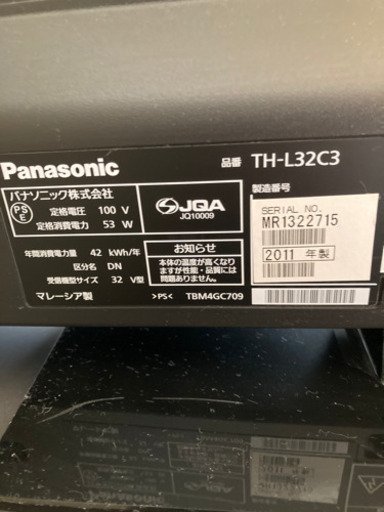 Panasonic
品番 TH-L32C3
パナソニック株式会社
PS
E
定格電圧 100 V
定格消費電力 53 W
JQA
JQ10009
製造番号
SERIAL NO.
MR1322715
2011 年製
年間消費電力量 42 kWh/年
区分名 DN
受信機型サイズ 32 V型
マレーシア製
お知らせ
本体の温度が高くなり
ますが性能・品質には
問題ありません。
>PS< TBM4GC709